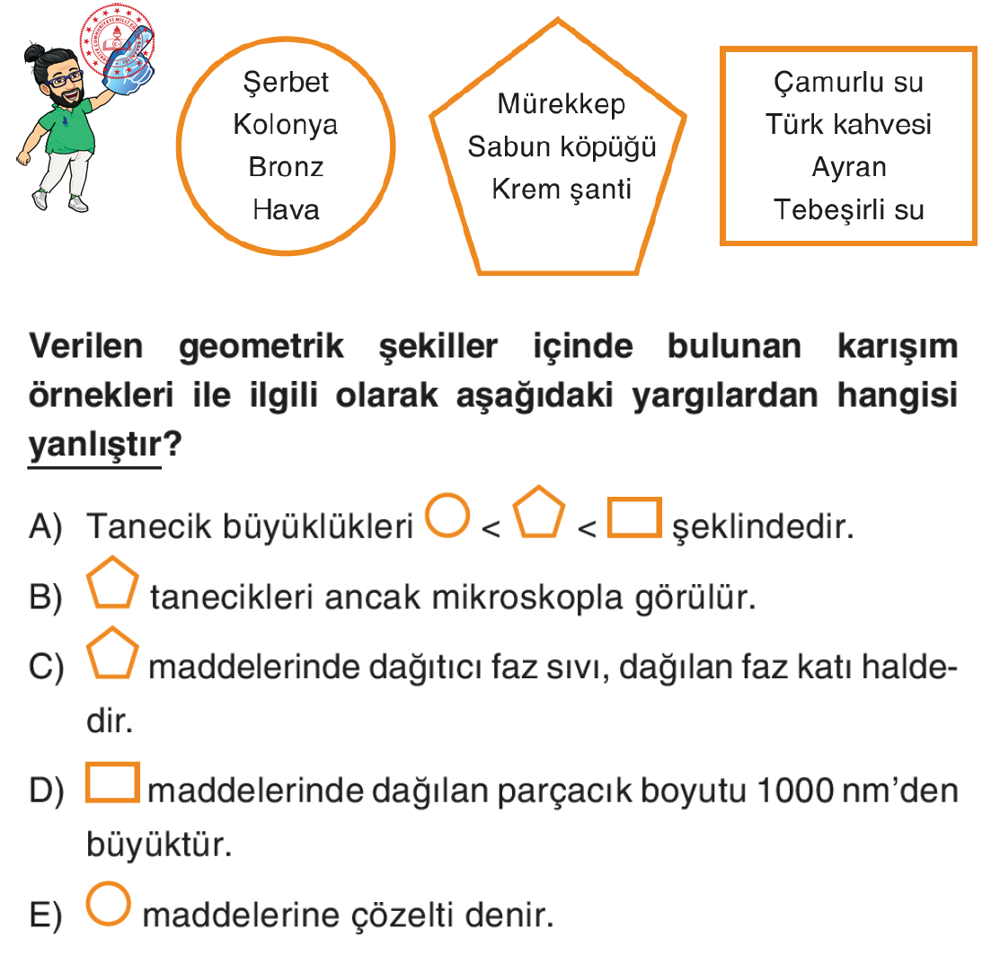 Şerbet
Kolonya
Bronz
Hava
Mürekkep
Sabun köpüğü
Krem şanti
Çamurlu su
Türk kahvesi
Ayran
Tebeşirli su
Verilen geometrik şekiller içinde bulunan karışım
örnekleri ile ilgili olarak aşağıdaki yargılardan hangisi
yanlıştır?
A) Tanecik büyüklükleri < < şeklindedir.
B) tanecikleri ancak mikroskopla görülür.
C) maddelerinde dağıtıcı faz sıvı, dağılan faz katı halde-
dir.
D) maddelerinde dağılan parçacık boyutu 1000 nm’den
büyüktür.
E) maddelerine çözelti denir.